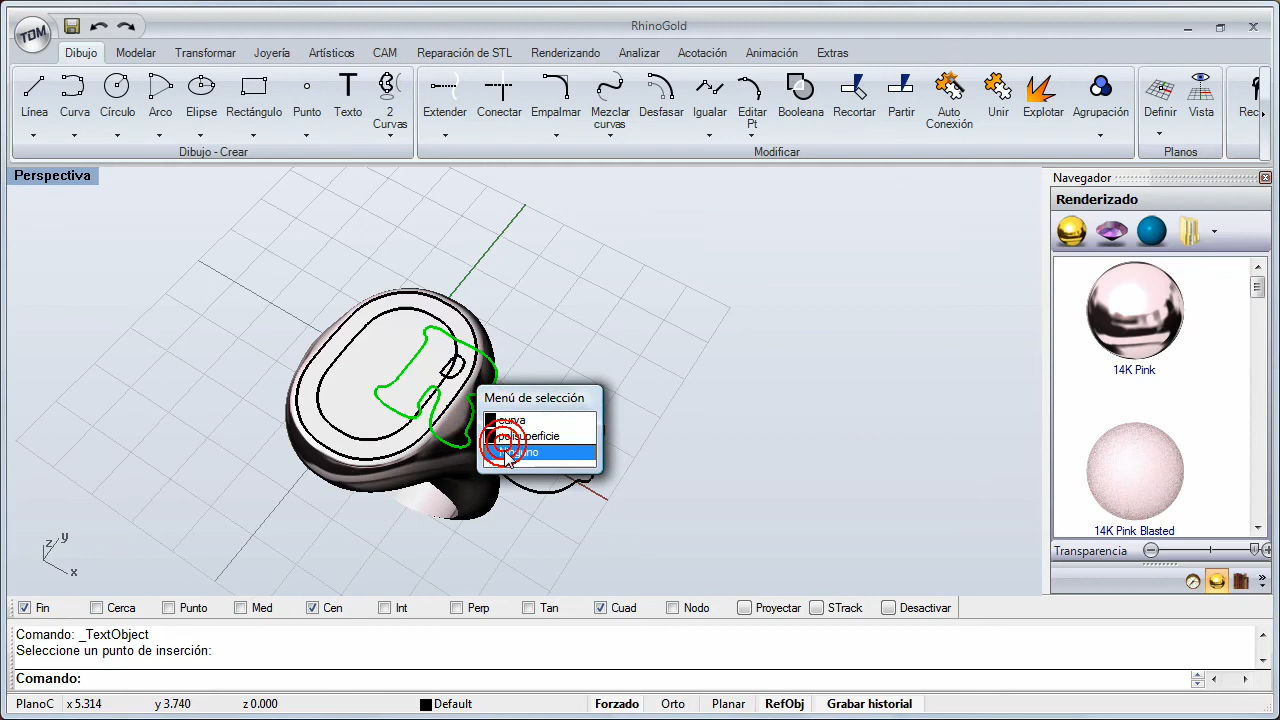 TDM
RhinoGold
Dibujo Modelar Transformar Joyería Artísticos CAM Reparación de STL Renderizando Analizar Acotación Animación Extras
Línea Curva Círculo Arco Elipse Rectángulo Punto Texto 2 Curvas Extender Conectar Empalmar Mezclar curvas Desfasar Igualar Editar Pt Booleana Recortar Partir Auto Conexión Unir Explotar Agrupación Definir Vista
Dibujo - Crear Modificar Planos
Perspectiva
Navegador
Renderizado
14K Pink
14K Pink Blasted
Transparencia
Menú de selección
curva
polisuperficie
Ninguno
z y
x
Fin Cerca Punto Med Cen Int Perp Tan Cuad Nodo Proyectar STrack Desactivar
Comando: _TextObject
Seleccione un punto de inserción:
Comando:
PlanoC x 5.314 y 3.740 z 0.000 Default Forzado Orto Planar RefObj Grabar historial